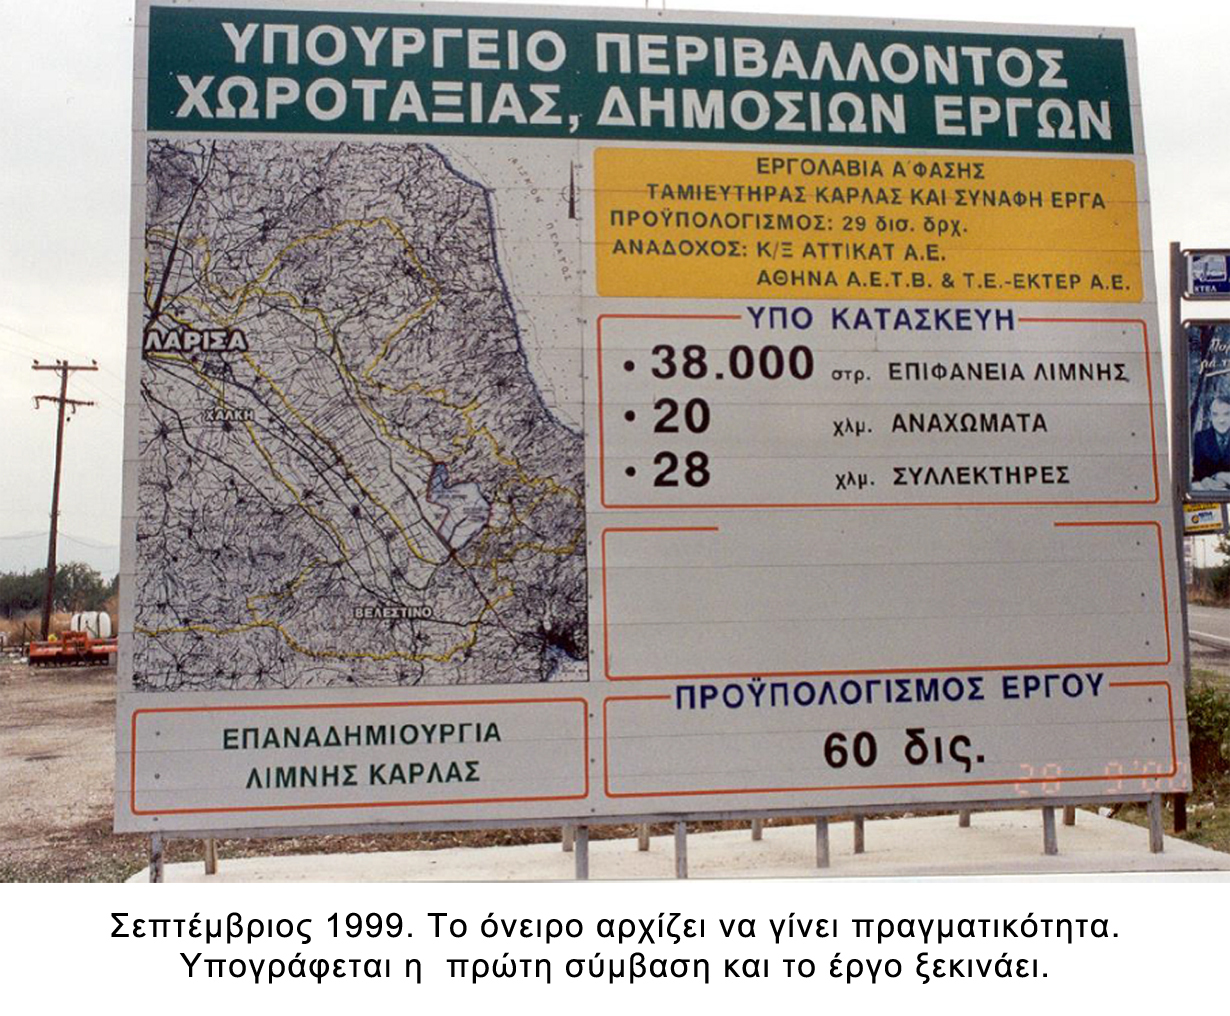 ΥΠΟΥΡΓΕΙΟ ΠΕΡΙΒΑΛΛΟΝΤΟΣ
ΧΩΡΟΤΑΞΙΑΣ, ΔΗΜΟΣΙΩΝ ΕΡΓΩΝ
ΑΙΓΑΙΟΝ ΠΕΛΑΓΟΣ
ΛΑΡΙΣΑ
ΧΑΛΚΗ
ΒΕΛΕΣΤΙΝΟ
ΕΡΓΟΛΑΒΙΑ Α΄ΦΑΣΗΣ
ΤΑΜΙΕΥΤΗΡΑΣ ΚΑΡΛΑΣ ΚΑΙ ΣΥΝΑΦΗ ΕΡΓΑ
ΠΡΟΫΠΟΛΟΓΙΣΜΟΣ: 29 δισ. δρχ.
ΑΝΑΔΟΧΟΣ: Κ/Ξ ΑΤΤΙΚΑΤ Α.Ε.
ΑΘΗΝΑ Α.Ε.Τ.Β. & Τ.Ε.-ΕΚΤΕΡ Α.Ε.
ΥΠΟ ΚΑΤΑΣΚΕΥΗ
• 38.000 στρ. ΕΠΙΦΑΝΕΙΑ ΛΙΜΝΗΣ
• 20 χλμ. ΑΝΑΧΩΜΑΤΑ
• 28 χλμ. ΣΥΛΛΕΚΤΗΡΕΣ
ΠΡΟΫΠΟΛΟΓΙΣΜΟΣ ΕΡΓΟΥ
60 δις.
ΕΠΑΝΑΔΗΜΙΟΥΡΓΙΑ
ΛΙΜΝΗΣ ΚΑΡΛΑΣ
ΚΤΕΛ
Σεπτέμβριος 1999. Το όνειρο αρχίζει να γίνει πραγματικότητα.
Υπογράφεται η πρώτη σύμβαση και το έργο ξεκινάει.